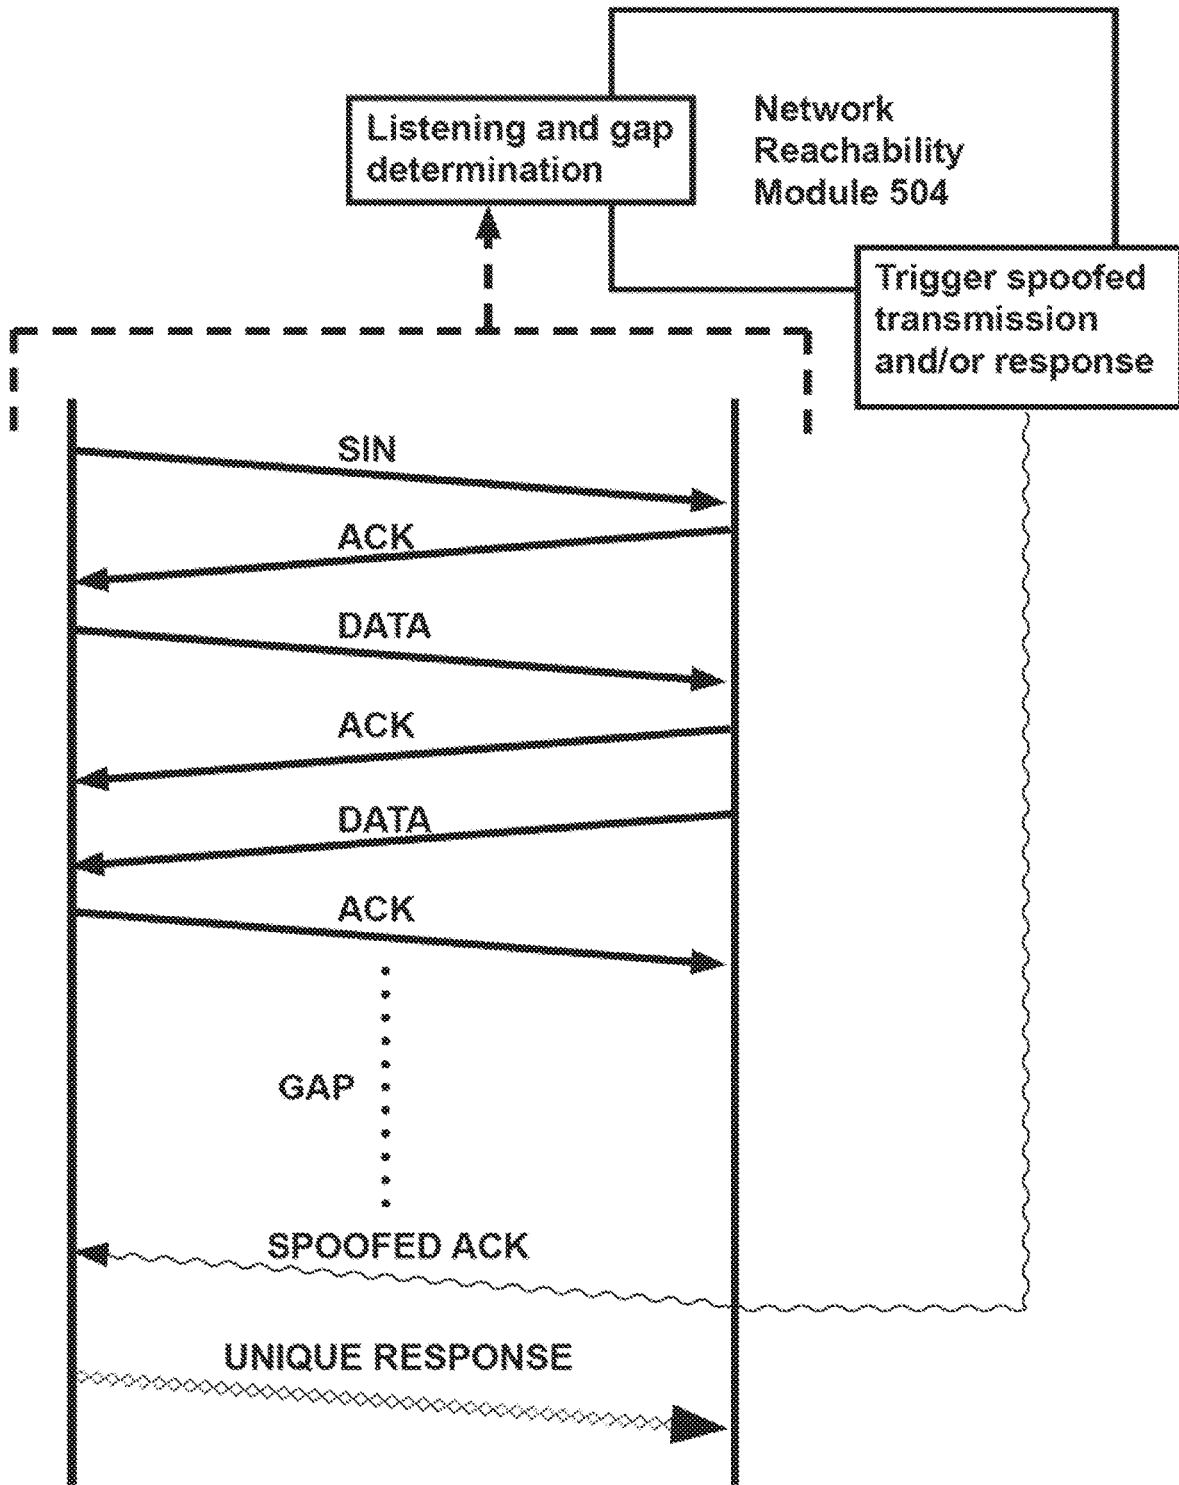 Listening and gap
determination
Network
Reachability
Module 504
Trigger spoofed
transmission
and/or response
SIN
ACK
DATA
ACK
DATA
ACK
GAP
SPOOFED ACK
UNIQUE RESPONSE